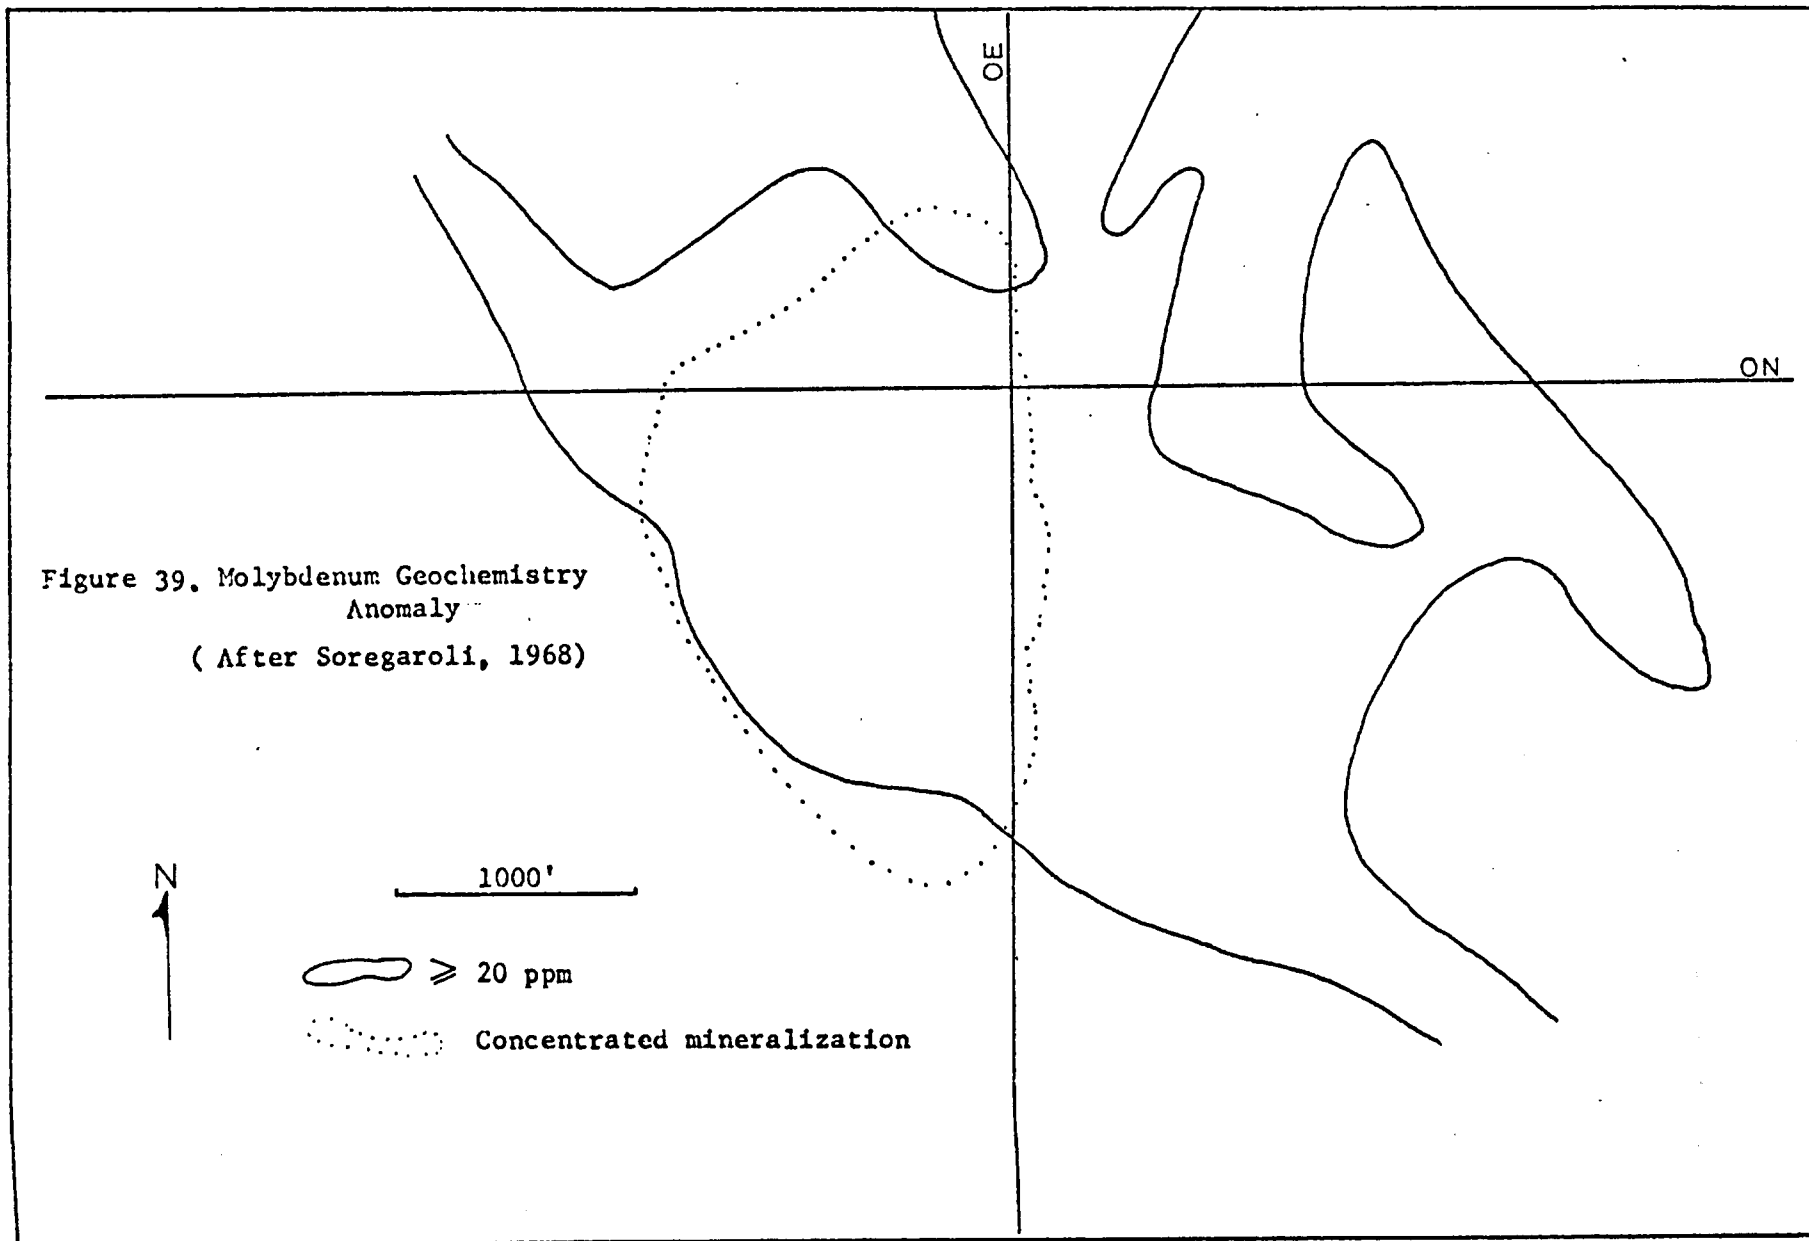 OE
ON
Figure 39. Molybdenum Geochemistry
Anomaly
( After Soregaroli, 1968)
N
1000'
⩾ 20 ppm
Concentrated mineralization